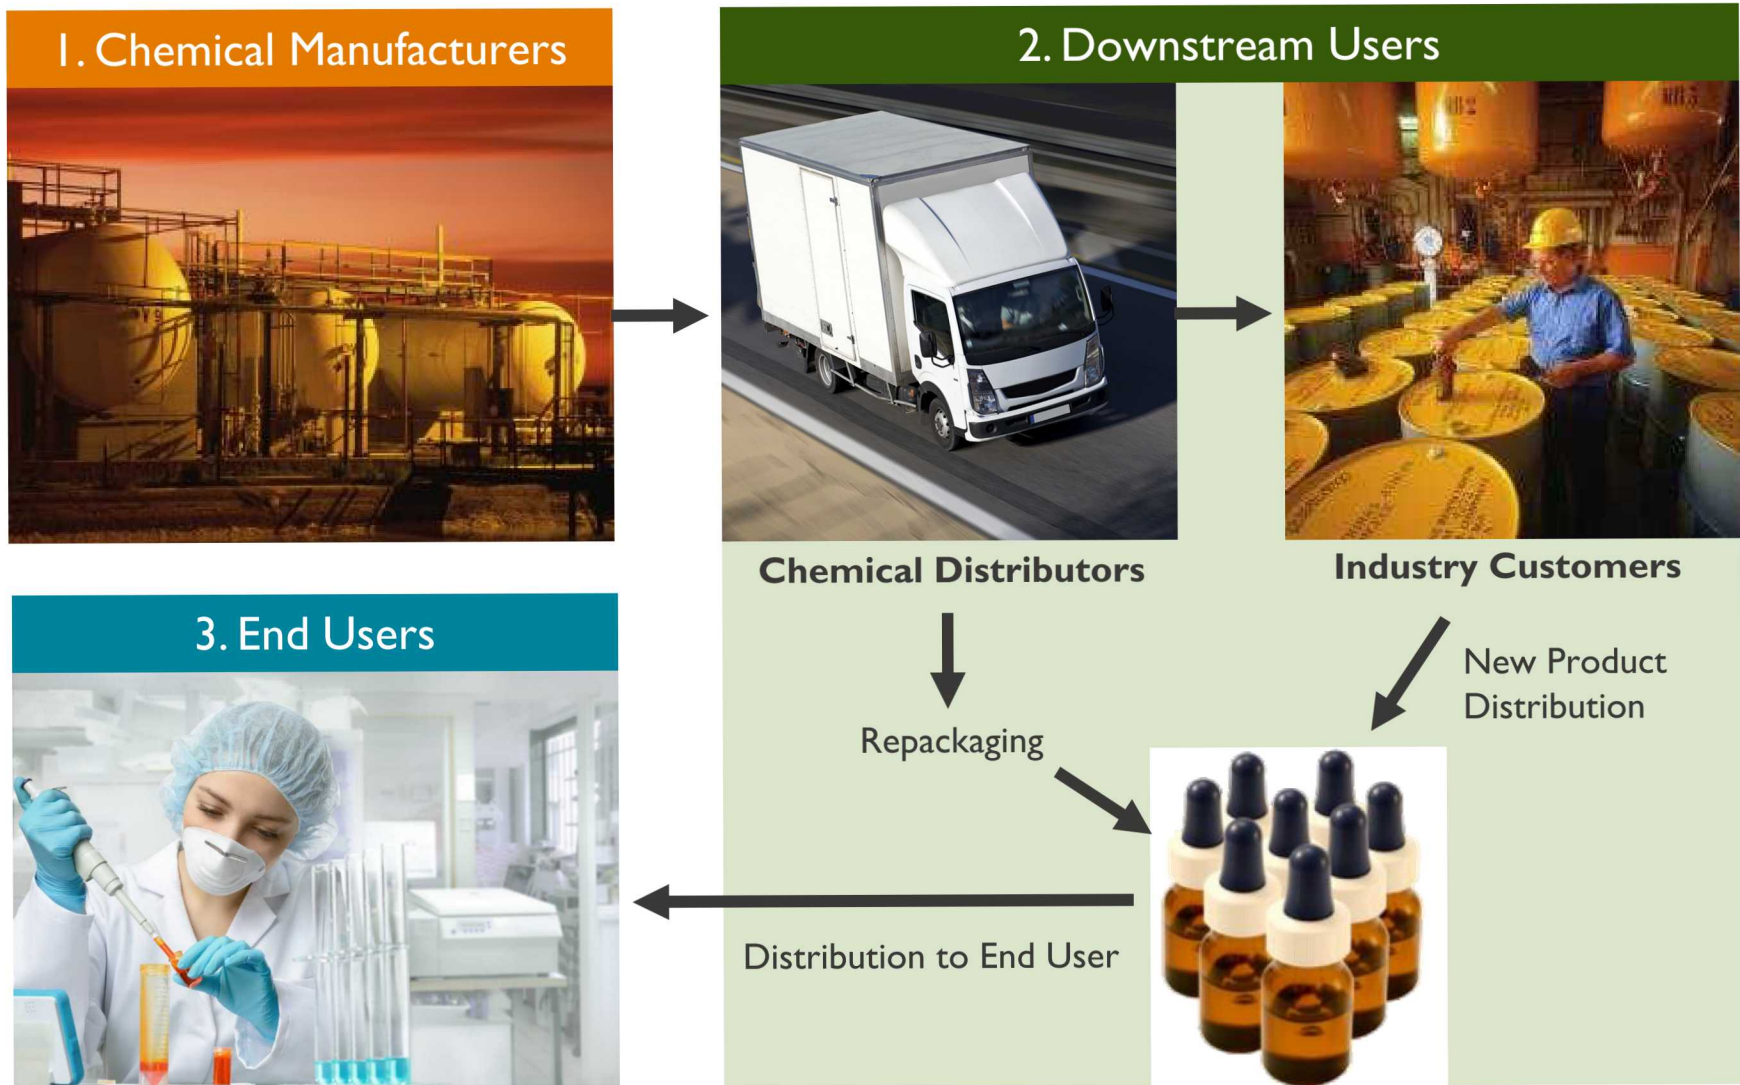 1. Chemical Manufacturers
2. Downstream Users
Chemical Distributors
Industry Customers
New Product
Distribution
Repackaging
Distribution to End User
3. End Users